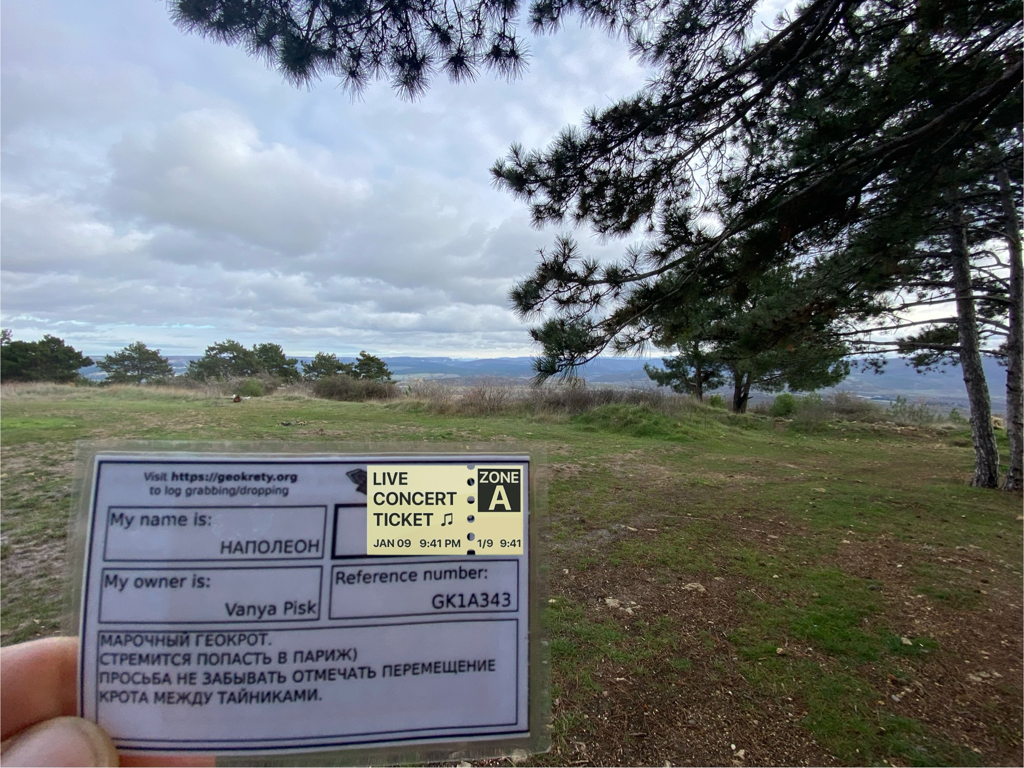 Visit https://geokrety.org
to log grabbing/dropping
My name is:
НАПОЛЕОН
LIVE
CONCERT
TICKET ♫
JAN 09 9:41 PM
ZONE
A
1/9 9:41
My owner is:
Vanya Pisk
Reference number:
GK1A343
МАРОЧНЫЙ ГЕОКРОТ.
СТРЕМИТСЯ ПОПАСТЬ В ПАРИЖ)
ПРОСЬБА НЕ ЗАБЫВАТЬ ОТМЕЧАТЬ ПЕРЕМЕЩЕНИЕ
КРОТА МЕЖДУ ТАЙНИКАМИ.